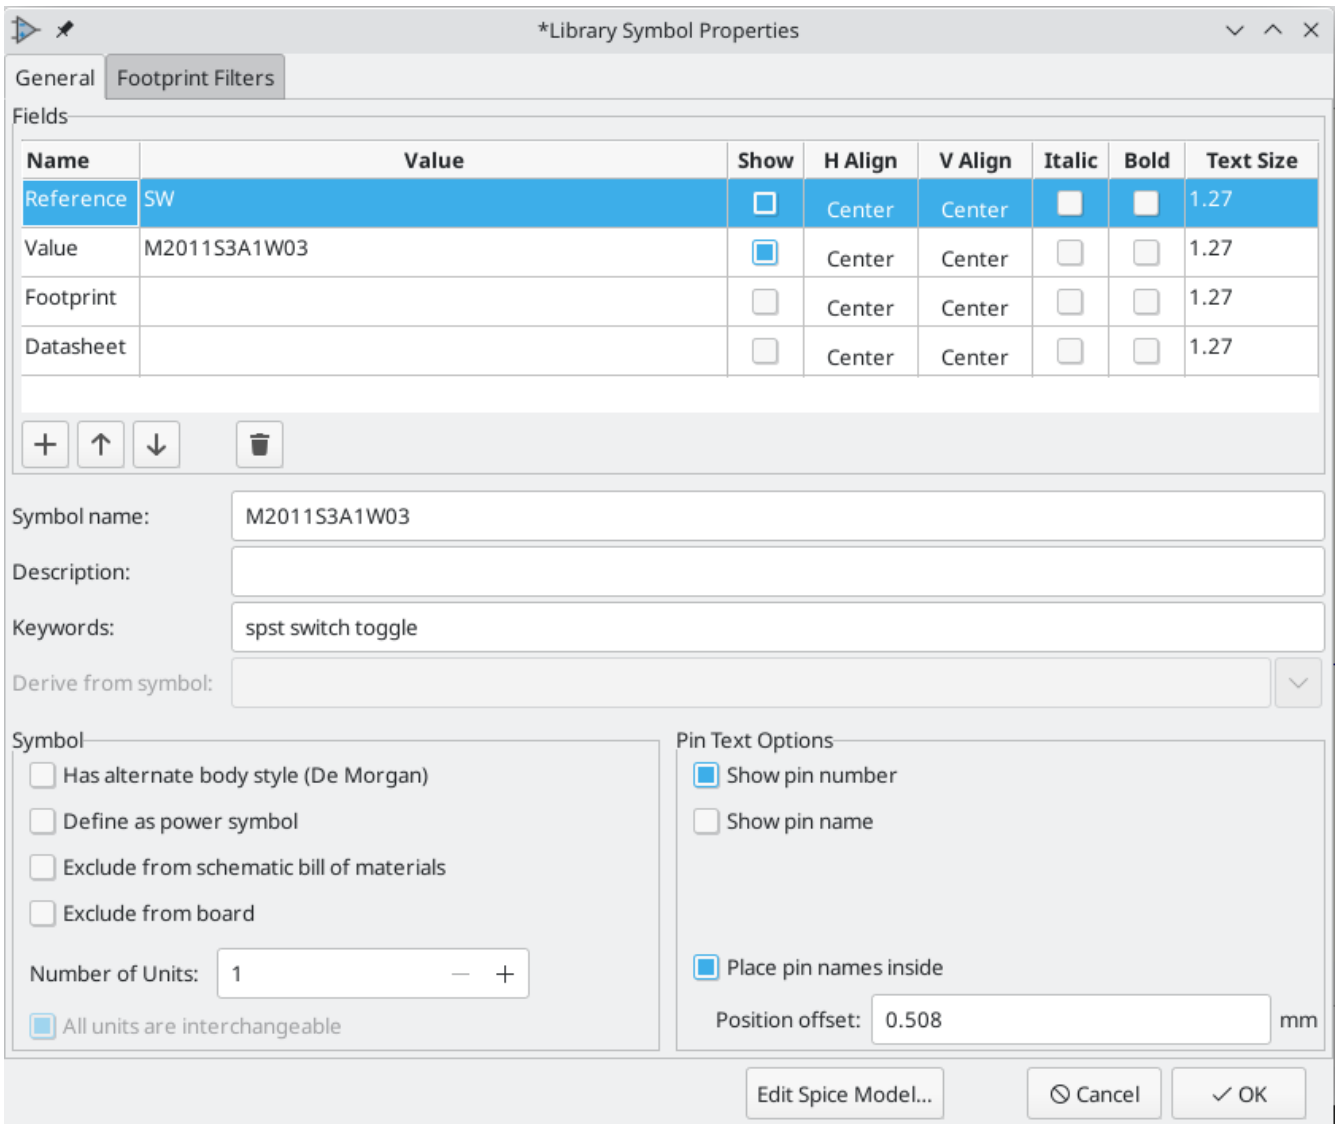 *Library Symbol Properties
General Footprint Filters
Fields
Name Value Show H Align V Align Italic Bold Text Size
Reference SW Center Center 1.27
Value M2011S3A1W03 Center Center 1.27
Footprint Center Center 1.27
Datasheet Center Center 1.27
Symbol name: M2011S3A1W03
Description:
Keywords: spst switch toggle
Derive from symbol:
Symbol
Has alternate body style (De Morgan)
Define as power symbol
Exclude from schematic bill of materials
Exclude from board
Number of Units: 1
All units are interchangeable
Pin Text Options
Show pin number
Show pin name
Place pin names inside
Position offset: 0.508 mm
Edit Spice Model... Cancel OK